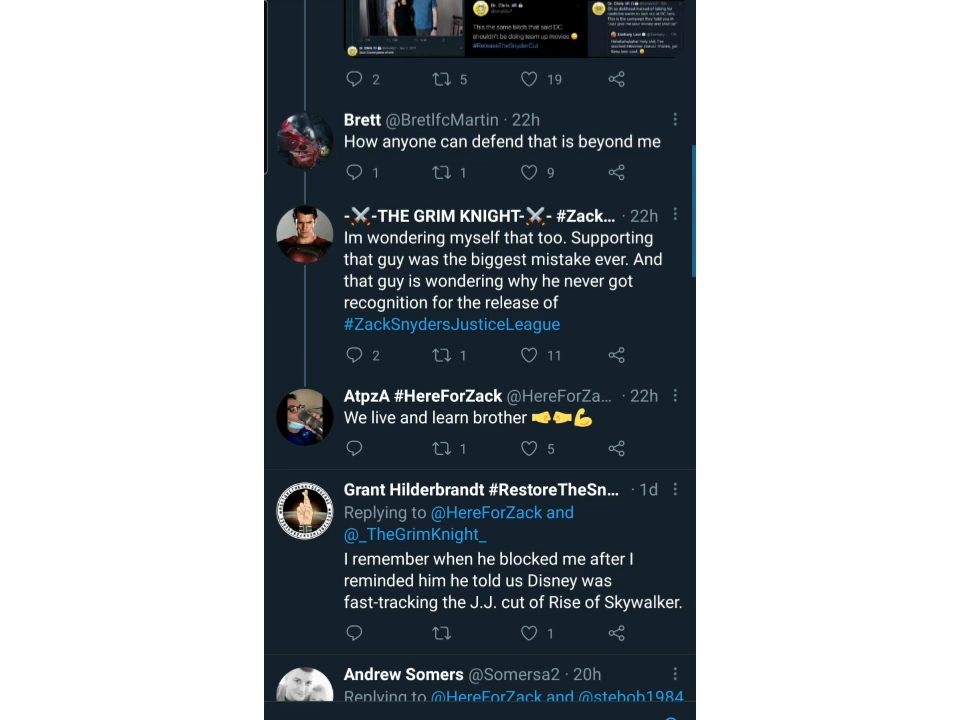 Dr. Chris
This the same bitch that said DC
shouldn't be doing team up movies
#ReleaseTheSnyderCut
Dr. Chris
2 5 19
Brett @BretIfcMartin · 22h
How anyone can defend that is beyond me
1 1 9
-⚔-THE GRIM KNIGHT-⚔- #Zack... · 22h
Im wondering myself that too. Supporting
that guy was the biggest mistake ever. And
that guy is wondering why he never got
recognition for the release of
#ZackSnydersJusticeLeague
2 1 11
AtpzA #HereForZack @HereForZa... · 22h
We live and learn brother 🤜🤛💪
1 5
Grant Hilderbrandt #RestoreTheSn... · 1d
Replying to @HereForZack and
@_TheGrimKnight_
I remember when he blocked me after I
reminded him he told us Disney was
fast-tracking the J.J. cut of Rise of Skywalker.
1
Andrew Somers @Somersa2 · 20h
Replying to @HereForZack and @stebob1984